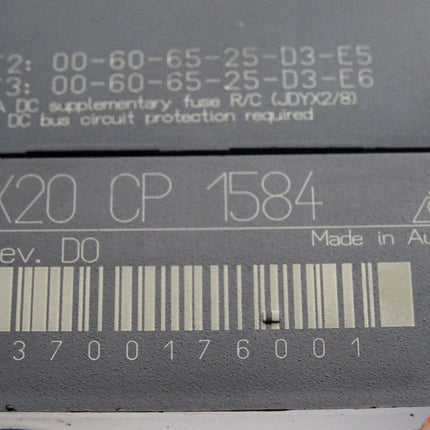 2: 00-60-65-25-D3-E5
3: 00-60-65-25-D3-E6
A DC supplementary fuse R/C (JDYX2/8)
DC bus circuit protection required
X20 CP 1584
ev. D0
Made in Au
3700176001